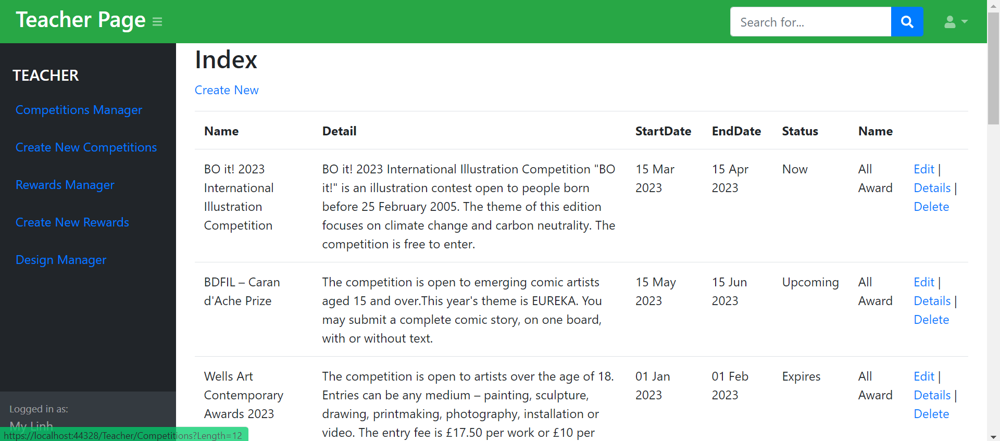 Teacher Page
Search for...
TEACHER
Competitions Manager
Create New Competitions
Rewards Manager
Create New Rewards
Design Manager
Logged in as:
My Linh
https://localhost:44328/Teacher/Competitions?Length=12
Index
Create New
Name Detail StartDate EndDate Status Name
BO it! 2023 International Illustration Competition
BO it! 2023 International Illustration Competition "BO
it!" is an illustration contest open to people born
before 25 February 2005. The theme of this edition
focuses on climate change and carbon neutrality. The
competition is free to enter.
15 Mar
2023
15 Apr
2023
Now
All
Award
Edit |
Details |
Delete
BDFIL – Caran
d'Ache Prize
The competition is open to emerging comic artists
aged 15 and over.This year's theme is EUREKA. You
may submit a complete comic story, on one board,
with or without text.
15 May
2023
15 Jun
2023
Upcoming
All
Award
Edit |
Details |
Delete
Wells Art
Contemporary
Awards 2023
The competition is open to artists over the age of 18.
Entries can be any medium – painting, sculpture,
drawing, printmaking, photography, installation or
video. The entry fee is £17.50 per work or £10 per
01 Jan
2023
01 Feb
2023
Expires
All
Award
Edit |
Details |
Delete